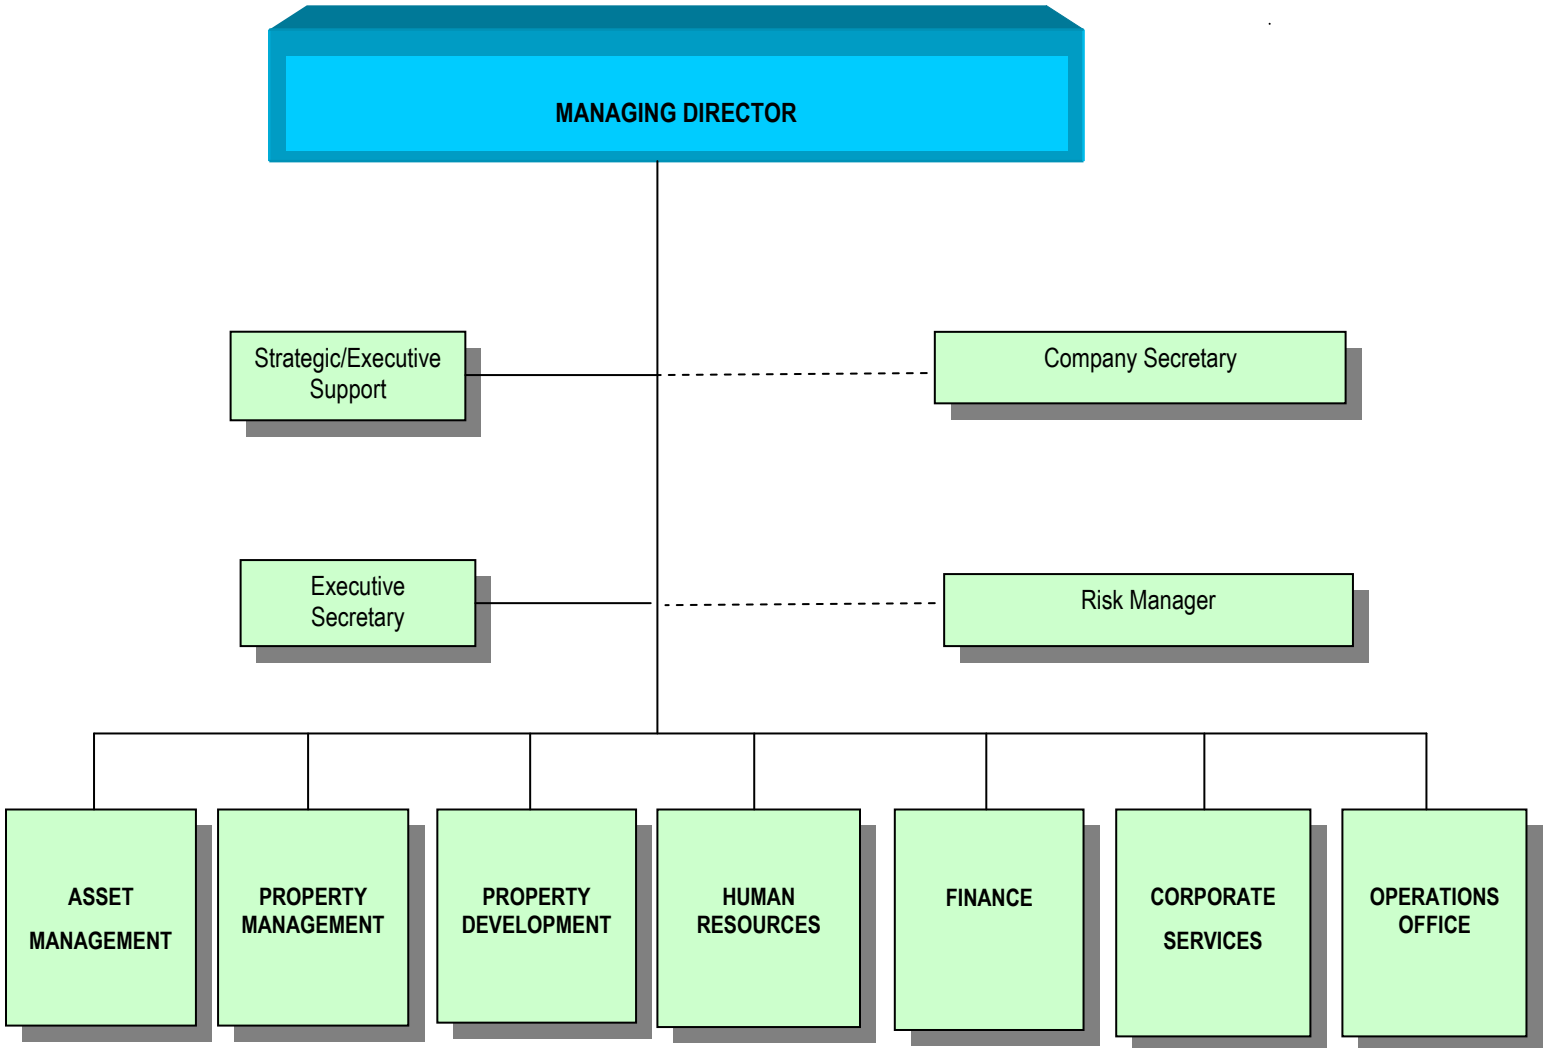 MANAGING DIRECTOR
Strategic/Executive
Support
Company Secretary
Executive
Secretary
Risk Manager
ASSET
MANAGEMENT
PROPERTY
MANAGEMENT
PROPERTY
DEVELOPMENT
HUMAN
RESOURCES
FINANCE
CORPORATE
SERVICES
OPERATIONS
OFFICE